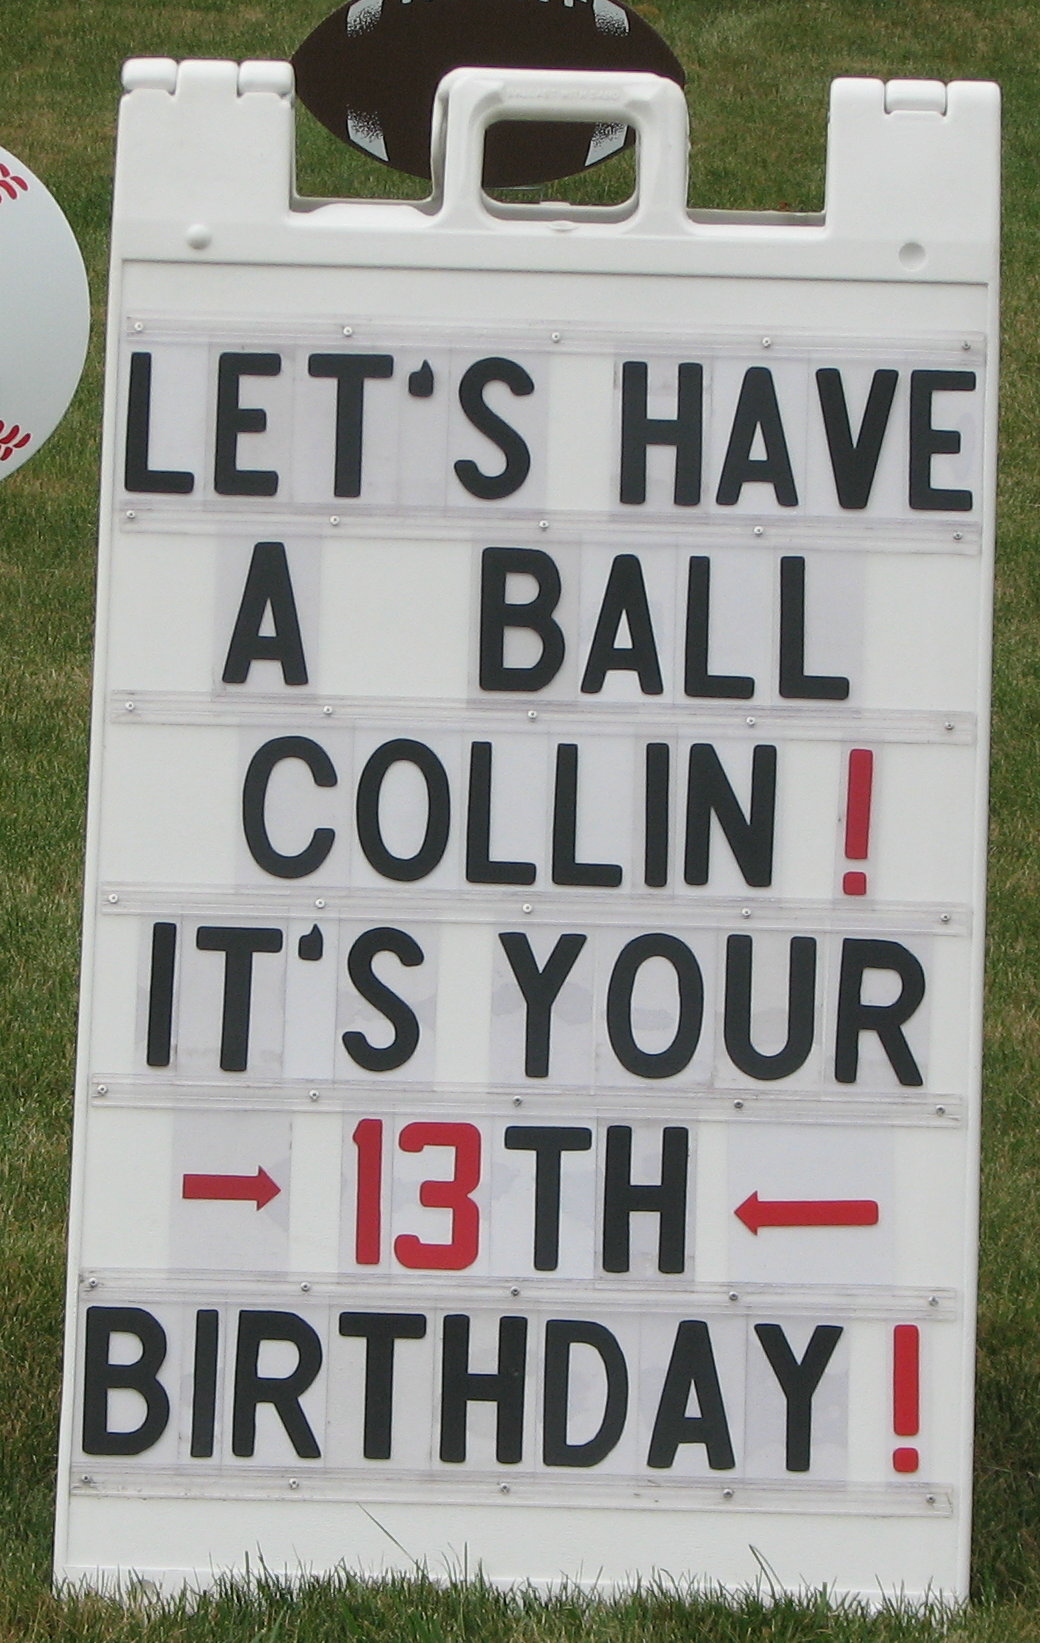 LET'S HAVE
A BALL
COLLIN!
IT'S YOUR
→ 13TH ←
BIRTHDAY!